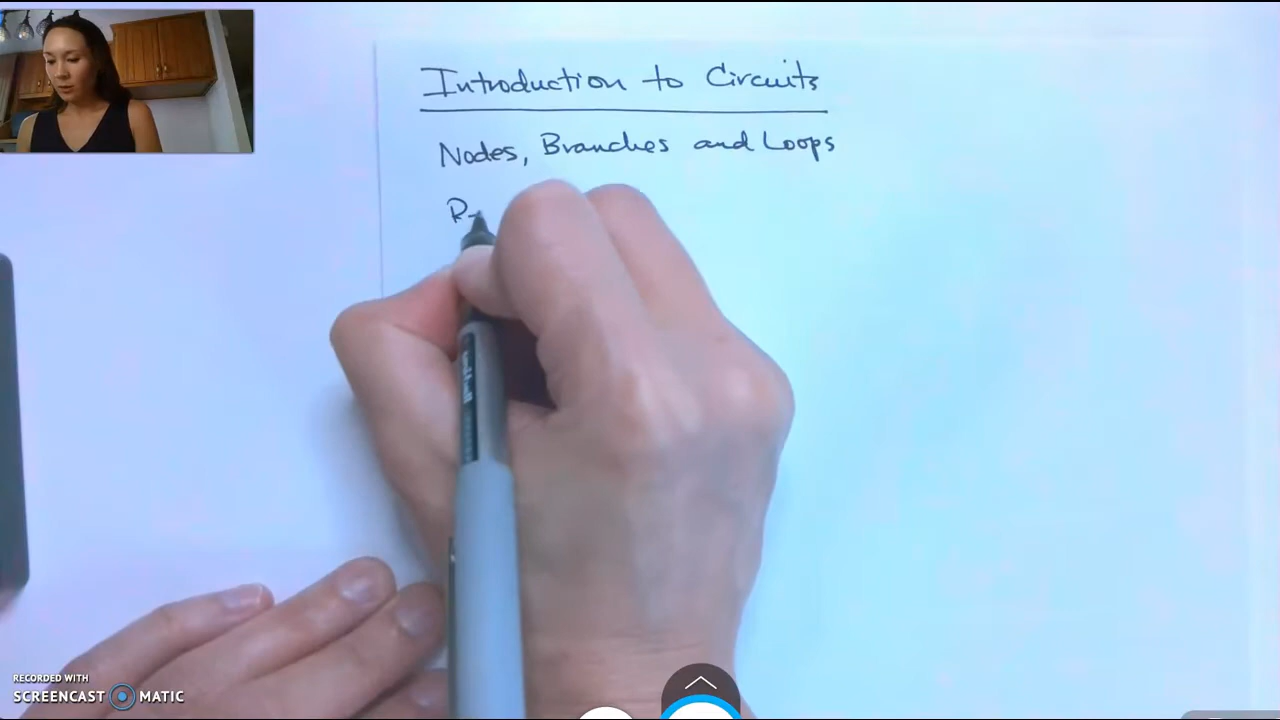 Introduction to Circuits
Nodes, Branches and Loops
R
RECORDED WITH
SCREENCAST MATIC